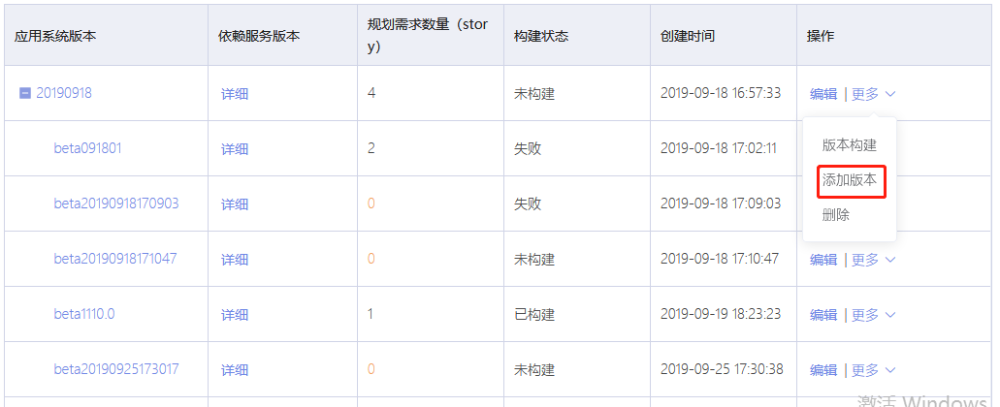 应用系统版本 依赖服务版本 规划需求数量（stor
y） 构建状态 创建时间 操作
20190918 详细 4 未构建 2019-09-18 16:57:33 编辑 | 更多
beta091801 详细 2 失败 2019-09-18 17:02:11
版本构建
beta20190918170903 详细 0 失败 2019-09-18 17:09:03
添加版本
删除
beta20190918171047 详细 0 未构建 2019-09-18 17:10:47 编辑 | 更多
beta1110.0 详细 1 已构建 2019-09-19 18:23:23 编辑 | 更多
beta20190925173017 详细 0 未构建 2019-09-25 17:30:38 编辑 | 更多
激活 Windows